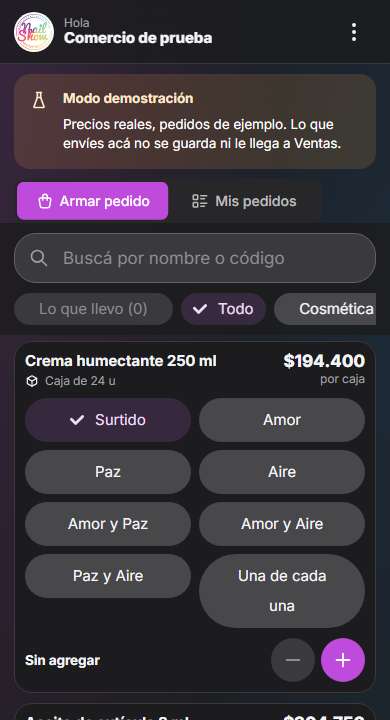 Nail Show
Hola
Comercio de prueba
Modo demostración
Precios reales, pedidos de ejemplo. Lo que
envíes acá no se guarda ni le llega a Ventas.
Armar pedido
Mis pedidos
Buscá por nombre o código
Lo que llevo (0)
Todo
Cosmética
Crema humectante 250 ml
$194.400
Caja de 24 u
por caja
Surtido
Amor
Paz
Aire
Amor y Paz
Amor y Aire
Paz y Aire
Una de cada
una
Sin agregar